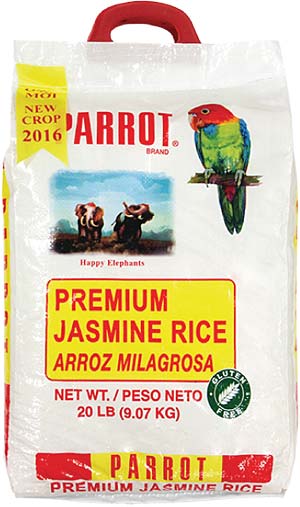 MOI
NEW
CROP
2016
PARROT®
BRAND
Happy Elephants
PREMIUM
JASMINE RICE
ARROZ MILAGROSA
NET WT. / PESO NETO
20 LB (9.07 KG)
GLUTEN
FREE
PARROT
PREMIUM JASMINE RICE